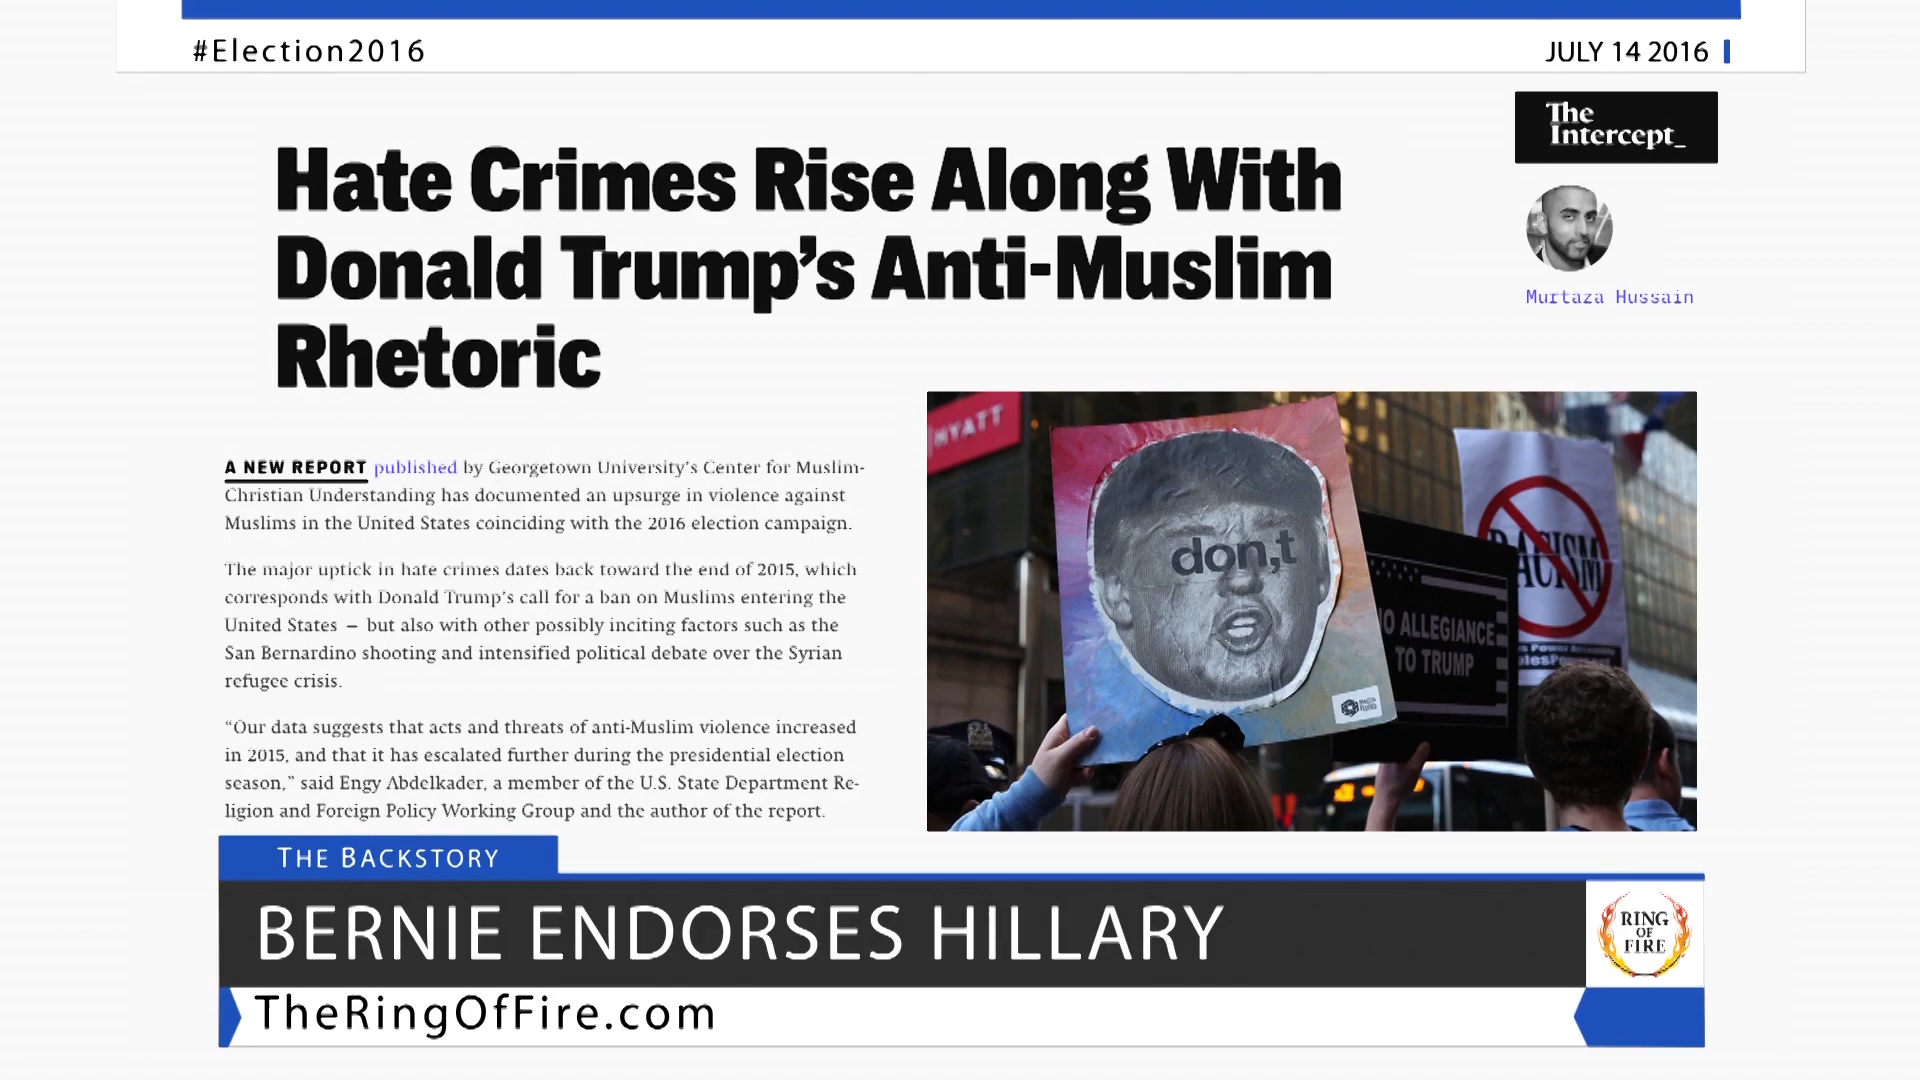 #Election2016
JULY 14 2016
The
Intercept_
Hate Crimes Rise Along With
Donald Trump’s Anti-Muslim
Rhetoric
Murtaza Hussain
A NEW REPORT published by Georgetown University’s Center for Muslim-
Christian Understanding has documented an upsurge in violence against
Muslims in the United States coinciding with the 2016 election campaign.
The major uptick in hate crimes dates back toward the end of 2015, which
corresponds with Donald Trump’s call for a ban on Muslims entering the
United States — but also with other possibly inciting factors such as the
San Bernardino shooting and intensified political debate over the Syrian
refugee crisis.
“Our data suggests that acts and threats of anti-Muslim violence increased
in 2015, and that it has escalated further during the presidential election
season,” said Engy Abdelkader, a member of the U.S. State Department Re-
ligion and Foreign Policy Working Group and the author of the report.
HYATT
don,t
RACISM
O ALLEGIANCE
TO TRUMP
THE BACKSTORY
BERNIE ENDORSES HILLARY
RING
OF
FIRE
TheRingOfFire.com